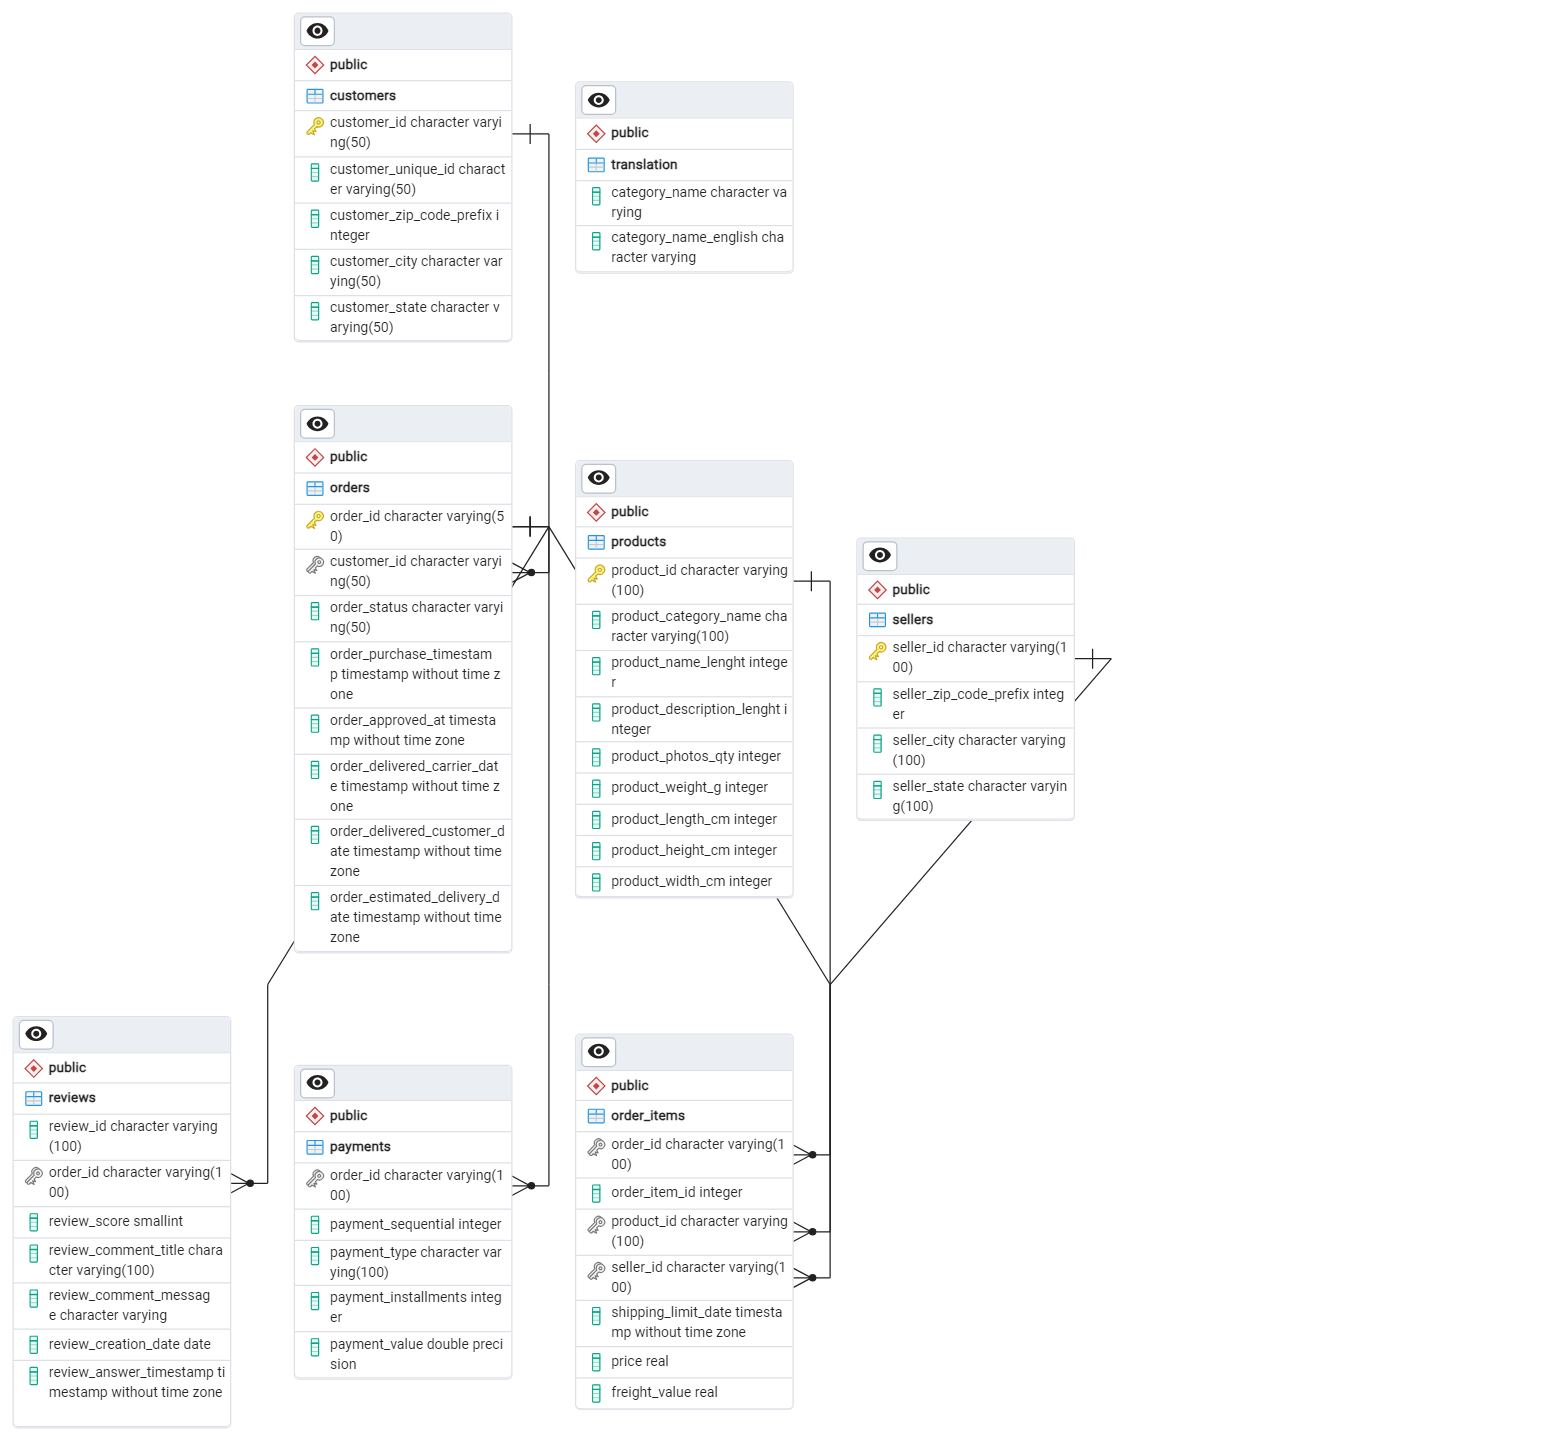 public
customers
customer_id character varyi
ng(50)
customer_unique_id charact
er varying(50)
customer_zip_code_prefix i
nteger
customer_city character var
ying(50)
customer_state character v
arying(50)
public
translation
category_name character va
rying
category_name_english cha
racter varying
public
orders
order_id character varying(5
0)
customer_id character varyi
ng(50)
order_status character varyi
ng(50)
order_purchase_timestam
p timestamp without time z
one
order_approved_at timesta
mp without time zone
order_delivered_carrier_dat
e timestamp without time z
one
order_delivered_customer_d
ate timestamp without time
zone
order_estimated_delivery_d
ate timestamp without time
zone
public
products
product_id character varying
(100)
product_category_name cha
racter varying(100)
product_name_lenght intege
r
product_description_lenght i
nteger
product_photos_qty integer
product_weight_g integer
product_length_cm integer
product_height_cm integer
product_width_cm integer
public
sellers
seller_id character varying(1
00)
seller_zip_code_prefix integ
er
seller_city character varying
(100)
seller_state character varyin
g(100)
public
reviews
review_id character varying
(100)
order_id character varying(1
00)
review_score smallint
review_comment_title chara
cter varying(100)
review_comment_messag
e character varying
review_creation_date date
review_answer_timestamp ti
mestamp without time zone
public
payments
order_id character varying(1
00)
payment_sequential integer
payment_type character var
ying(100)
payment_installments integ
er
payment_value double preci
sion
public
order_items
order_id character varying(1
00)
order_item_id integer
product_id character varying
(100)
seller_id character varying(1
00)
shipping_limit_date timesta
mp without time zone
price real
freight_value real